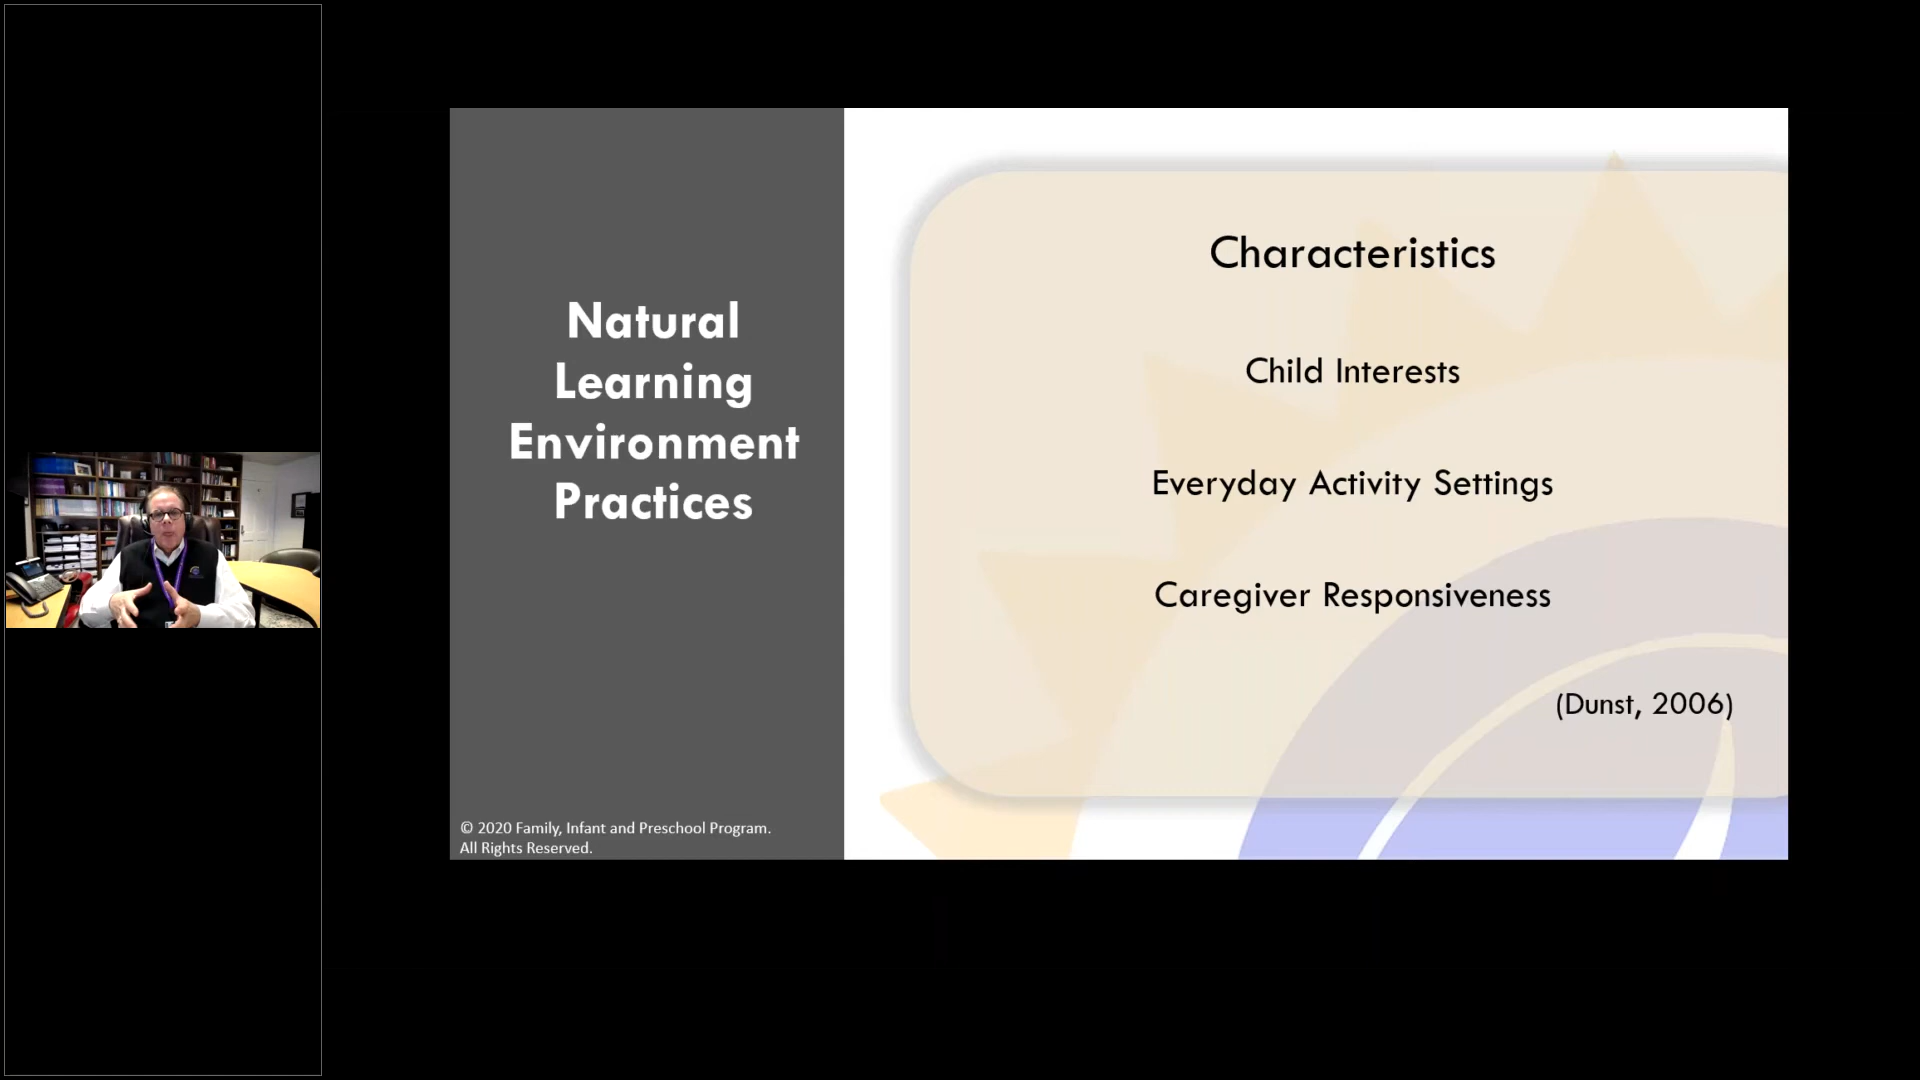 Natural
Learning
Environment
Practices
© 2020 Family, Infant and Preschool Program.
All Rights Reserved.
Characteristics
Child Interests
Everyday Activity Settings
Caregiver Responsiveness
(Dunst, 2006)